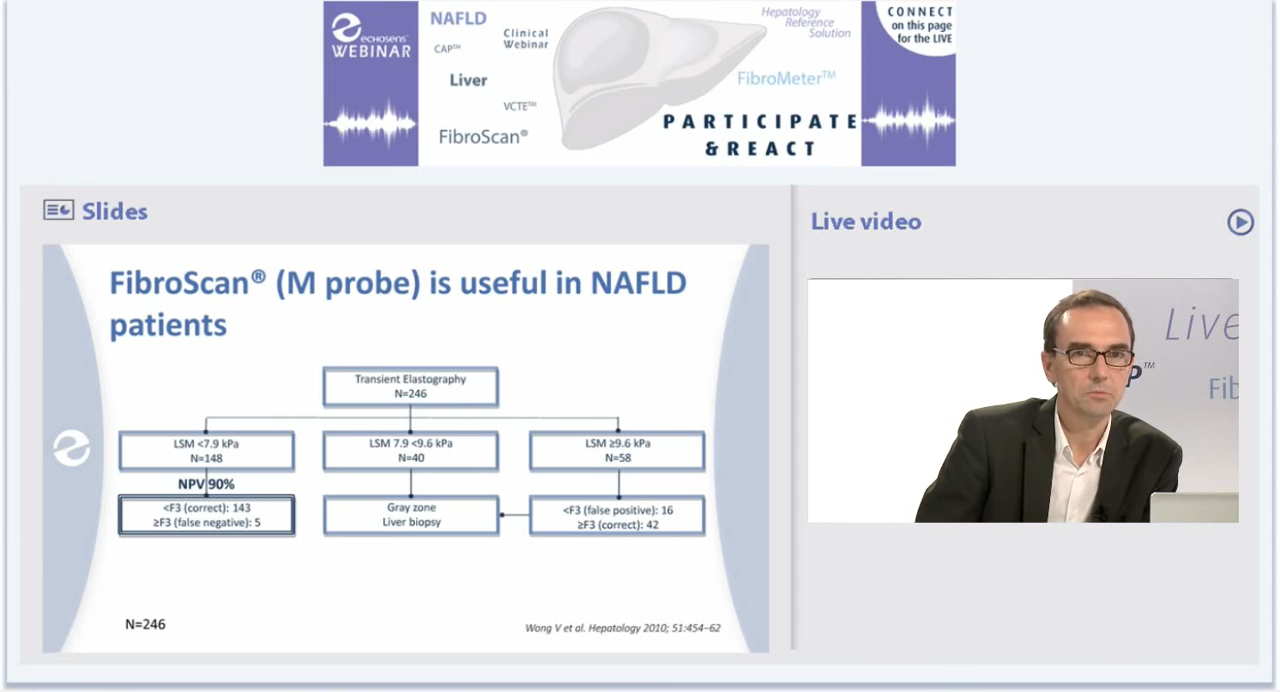 echosens
WEBINAR
NAFLD
CAP™
Clinical
Webinar
Liver
VCTE™
FibroScan®
Hepatology
Reference
Solution
FibroMeter™
PARTICIPATE
& REACT
CONNECT
on this page
for the LIVE
Slides
FibroScan® (M probe) is useful in NAFLD
patients
Transient Elastography
N=246
LSM <7.9 kPa
N=148
LSM 7.9 <9.6 kPa
N=40
LSM ≥9.6 kPa
N=58
NPV 90%
<F3 (correct): 143
≥F3 (false negative): 5
Gray zone
Liver biopsy
<F3 (false positive): 16
≥F3 (correct): 42
N=246
Wong V et al. Hepatology 2010; 51:454–62
Live video
Live
P™
Fib